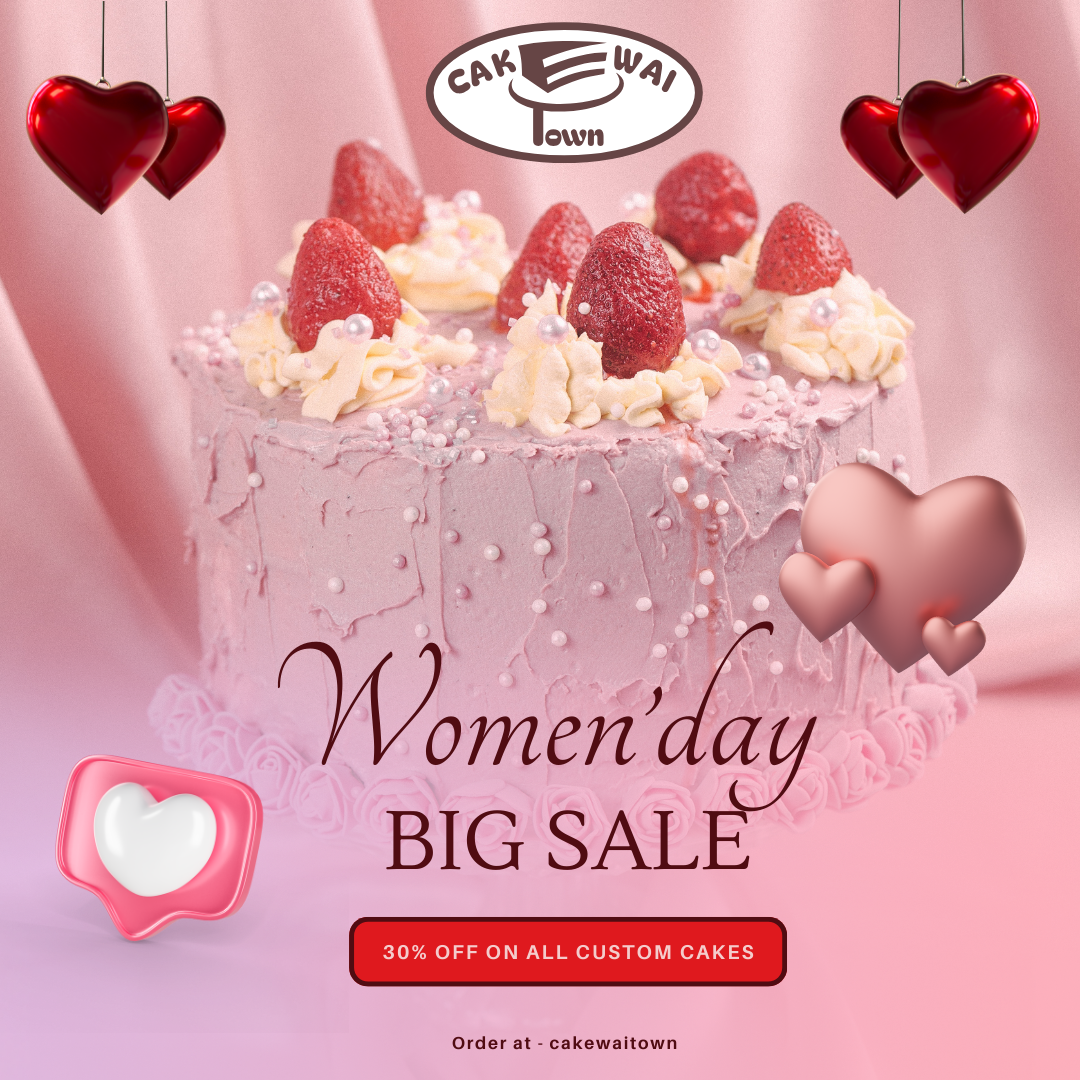 CAKEWAI
Town
Women'day
BIG SALE
30% OFF ON ALL CUSTOM CAKES
Order at - cakewaitown